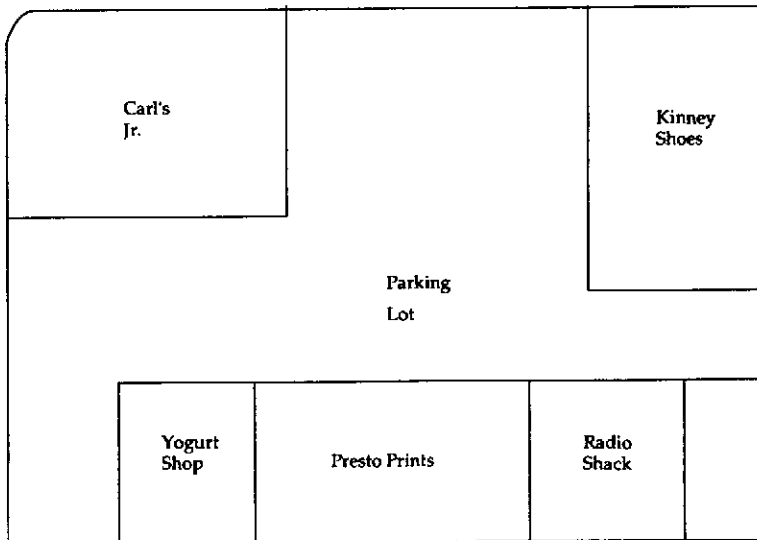 Carl's
Jr.
Kinney
Shoes
Parking
Lot
Yogurt
Shop
Presto Prints
Radio
Shack